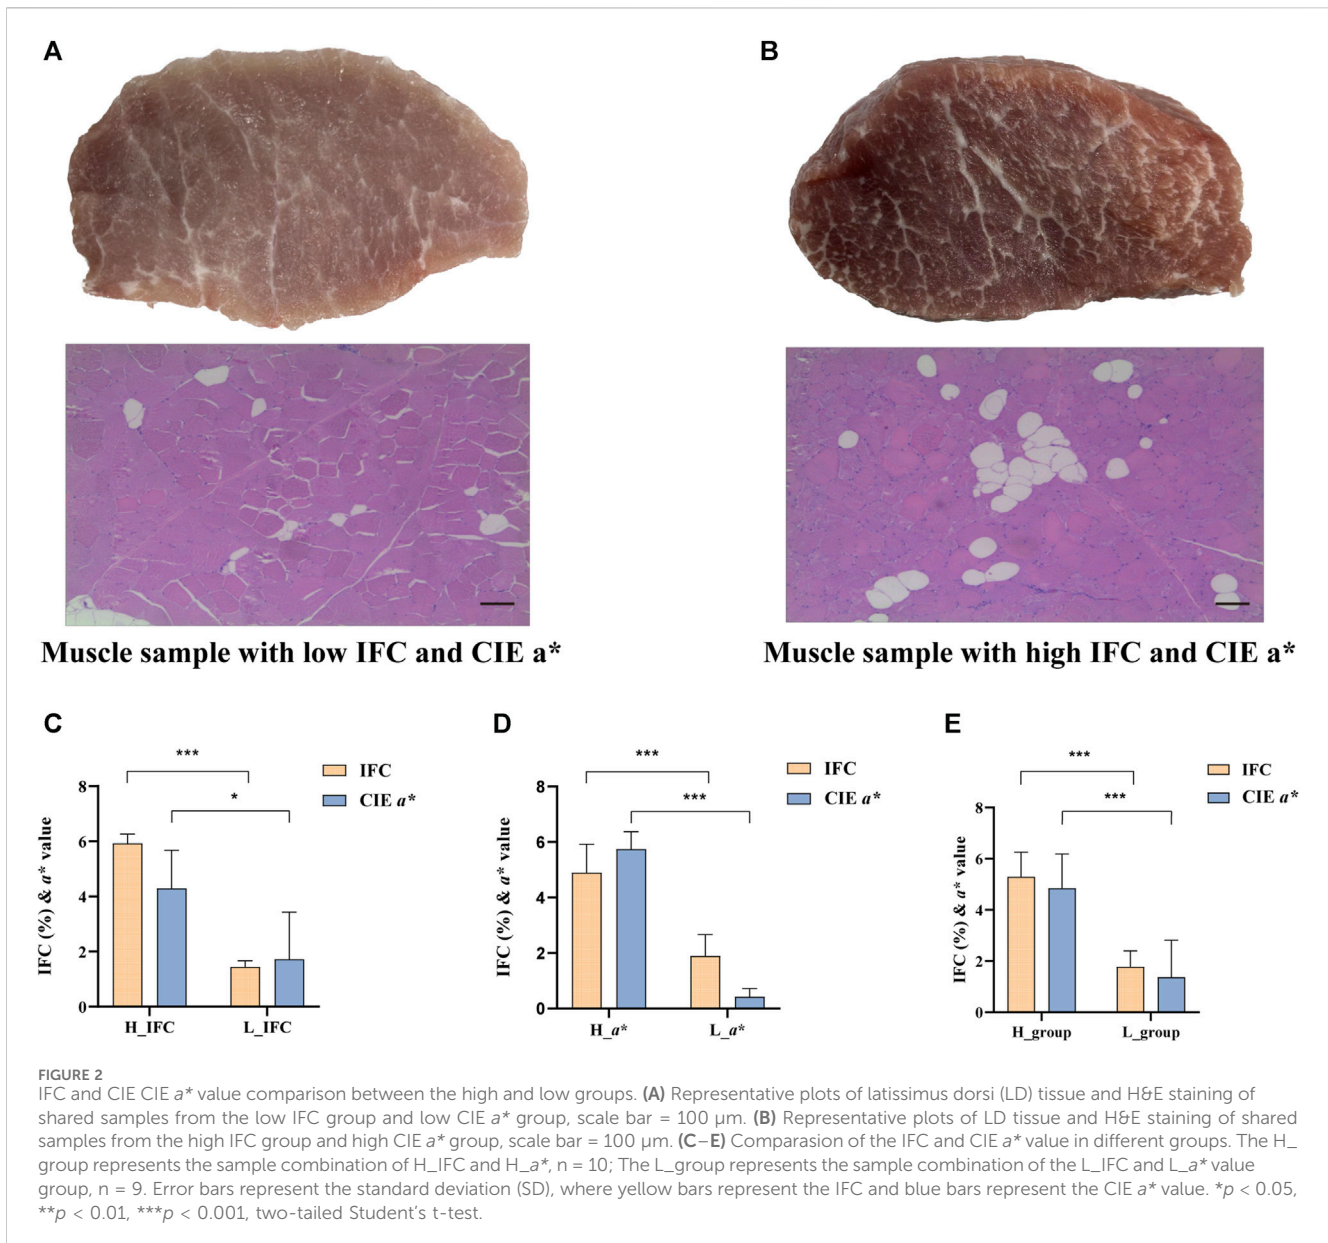 A
B
Muscle sample with low IFC and CIE a*
Muscle sample with high IFC and CIE a*
C
***
*
IFC
CIE a*
IFC (%) & a* value
8
6
4
2
0
H_IFC
L_IFC
D
***
***
IFC
CIE a*
IFC (%) & a* value
8
6
4
2
0
H_a*
L_a*
E
***
***
IFC
CIE a*
IFC (%) & a* value
8
6
4
2
0
H_group
L_group
FIGURE 2
IFC and CIE CIE a* value comparison between the high and low groups. (A) Representative plots of latissimus dorsi (LD) tissue and H&E staining of
shared samples from the low IFC group and low CIE a* group, scale bar = 100 μm. (B) Representative plots of LD tissue and H&E staining of shared
samples from the high IFC group and high CIE a* group, scale bar = 100 μm. (C–E) Comparasion of the IFC and CIE a* value in different groups. The H_
group represents the sample combination of H_IFC and H_a*, n = 10; The L_group represents the sample combination of the L_IFC and L_a* value
group, n = 9. Error bars represent the standard deviation (SD), where yellow bars represent the IFC and blue bars represent the CIE a* value. *p < 0.05,
**p < 0.01, ***p < 0.001, two-tailed Student's t-test.